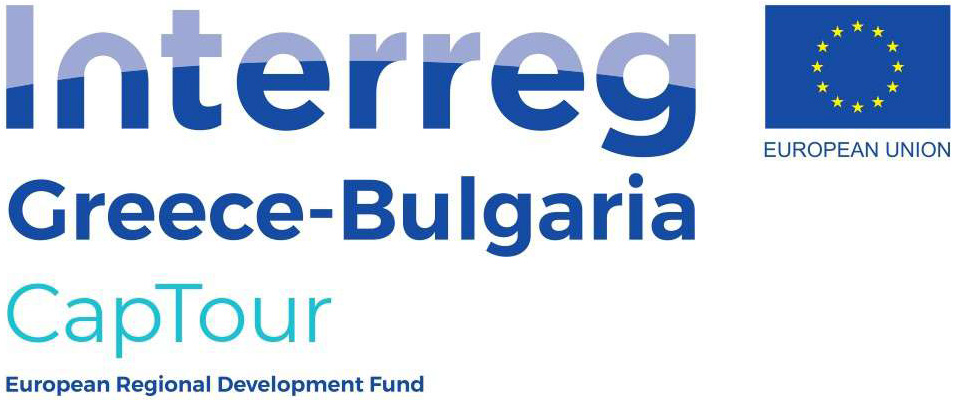 Interreg
EUROPEAN UNION
Greece-Bulgaria
CapTour
European Regional Development Fund